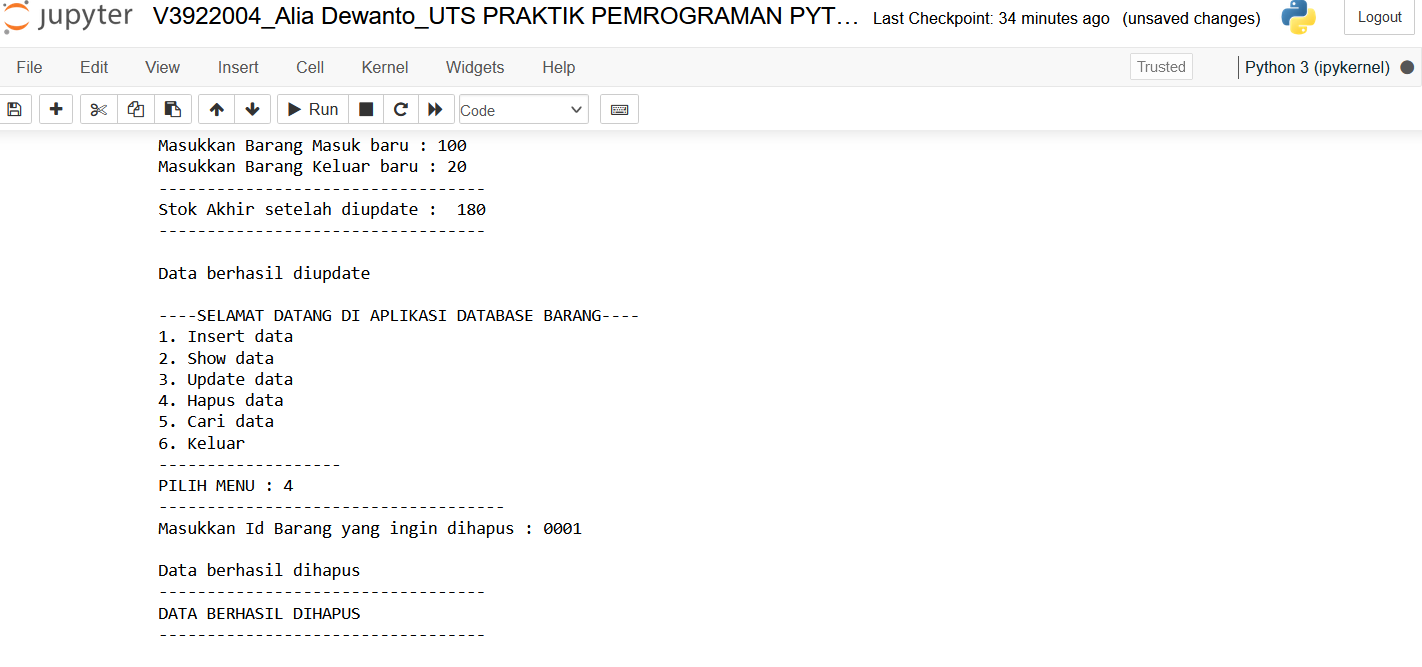 jupyter V3922004_Alia Dewanto_UTS PRAKTIK PEMROGRAMAN PYT... Last Checkpoint: 34 minutes ago (unsaved changes) Logout
File Edit View Insert Cell Kernel Widgets Help Trusted Python 3 (ipykernel)
Run Code
Masukkan Barang Masuk baru : 100
Masukkan Barang Keluar baru : 20
----------------------------------
Stok Akhir setelah diupdate :  180
----------------------------------
Data berhasil diupdate
----SELAMAT DATANG DI APLIKASI DATABASE BARANG----
1. Insert data
2. Show data
3. Update data
4. Hapus data
5. Cari data
6. Keluar
-------------------
PILIH MENU : 4
------------------------------------
Masukkan Id Barang yang ingin dihapus : 0001
Data berhasil dihapus
----------------------------------
DATA BERHASIL DIHAPUS
----------------------------------